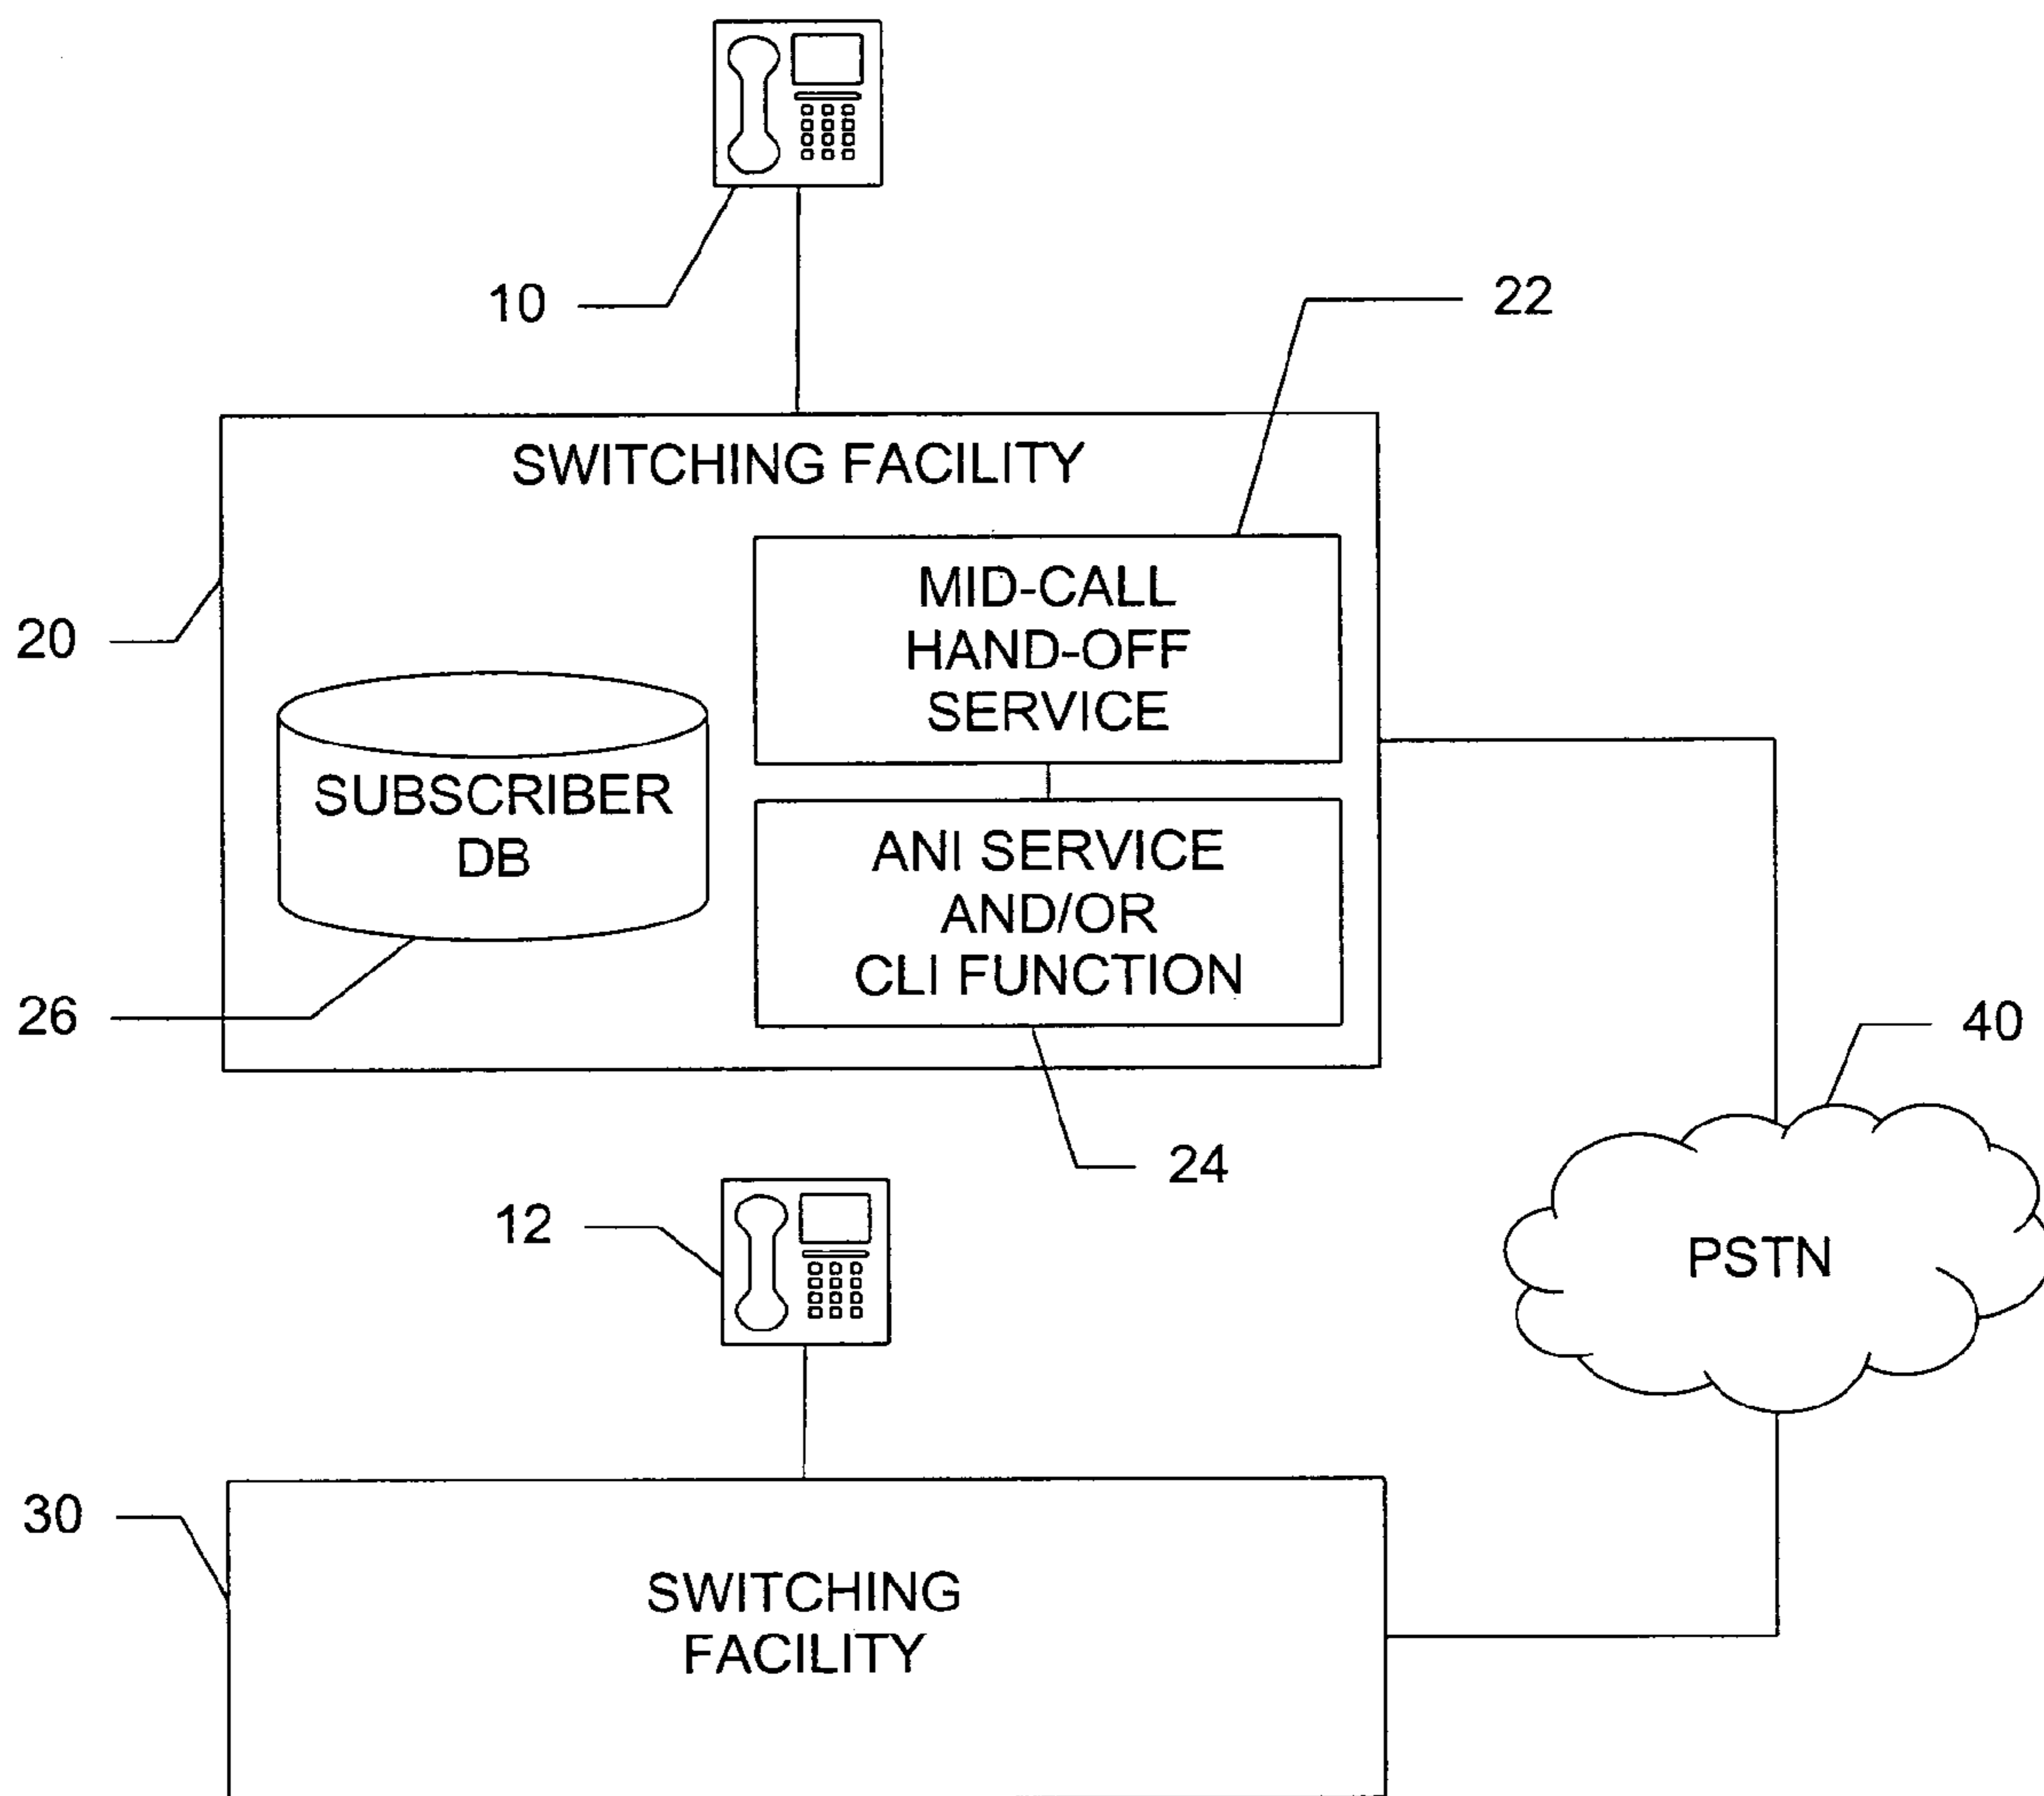 10
22
SWITCHING FACILITY
MID-CALL
HAND-OFF
SERVICE
20
SUBSCRIBER
DB
ANI SERVICE
AND/OR
CLI FUNCTION
26
40
24
12
PSTN
30
SWITCHING
FACILITY